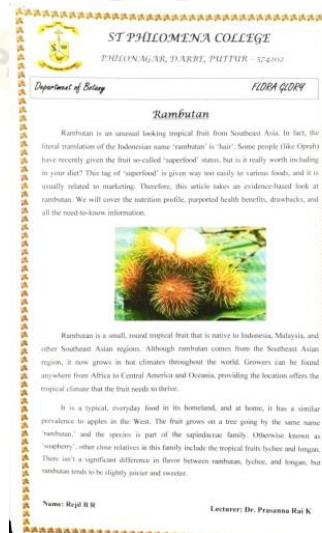 ST PHILOMENA COLLEGE
PHILONAGAR, DARBE, PUTTUR - 574202
Department of Botany
FLORA GLORY
Rambutan
Rambutan is an unusual looking tropical fruit from Southeast Asia. In fact, the
literal translation of the Indonesian name 'rambutan' is 'hair'. Some people (like Oprah)
have recently given the fruit so-called 'superfood' status, but is it really worth including
in your diet? This tag of 'superfood' is given way too easily to various foods, and it is
usually related to marketing. Therefore, this article takes an evidence-based look at
rambutan. We will cover the nutrition profile, purported health benefits, drawbacks, and
all the need-to-know information.
Rambutan is a small, round tropical fruit that is native to Indonesia, Malaysia, and
other Southeast Asian regions. Although rambutan comes from the Southeast Asian
region, it now grows in hot climates throughout the world. Growers can be found
anywhere from Africa to Central America and Oceania, providing the location offers the
tropical climate that the fruit needs to thrive.
It is a typical, everyday food in its homeland, and at home, it has a similar
prevalence to apples in the West. The fruit grows on a tree going by the same name
'rambutan,' and the species is part of the sapindaceae family. Otherwise known as
'soapberry', other close relatives in this family include the tropical fruits lychee and longan.
There isn't a significant difference in flavor between rambutan, lychee, and longan, but
rambutan tends to be slightly juicier and sweeter.
Name: Rejil B R
Lecturer: Dr. Prasanna Rai K